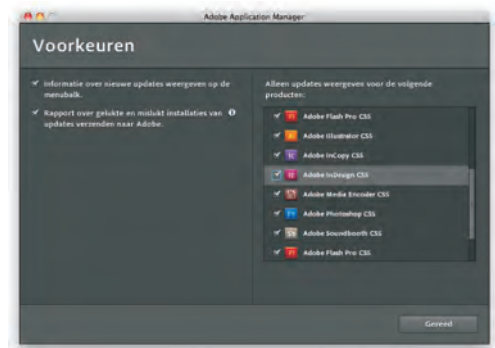 Adobe Application Manager
Voorkeuren
Informatie over nieuwe updates weergeven op de
menubalk.
Rapport over gelukte en mislukt installaties van
updates verzenden naar Adobe.
Alleen updates weergeven voor de volgende
producten:
Adobe Flash Pro CS5
Adobe Illustrator CS5
Adobe InCopy CS5
Adobe InDesign CS5
Adobe Media Encoder CS5
Adobe Photoshop CS5
Adobe Soundbooth CS5
Adobe Flash Pro CS5
Gereed